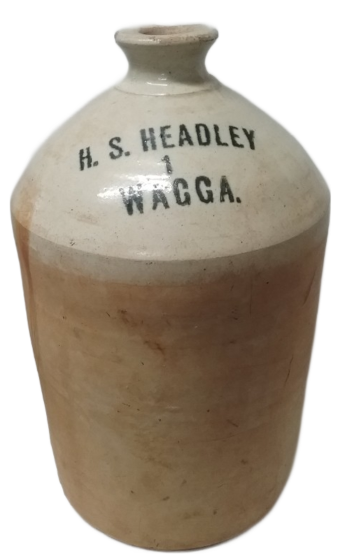 H. S. HEADLEY
1
WAGGA.